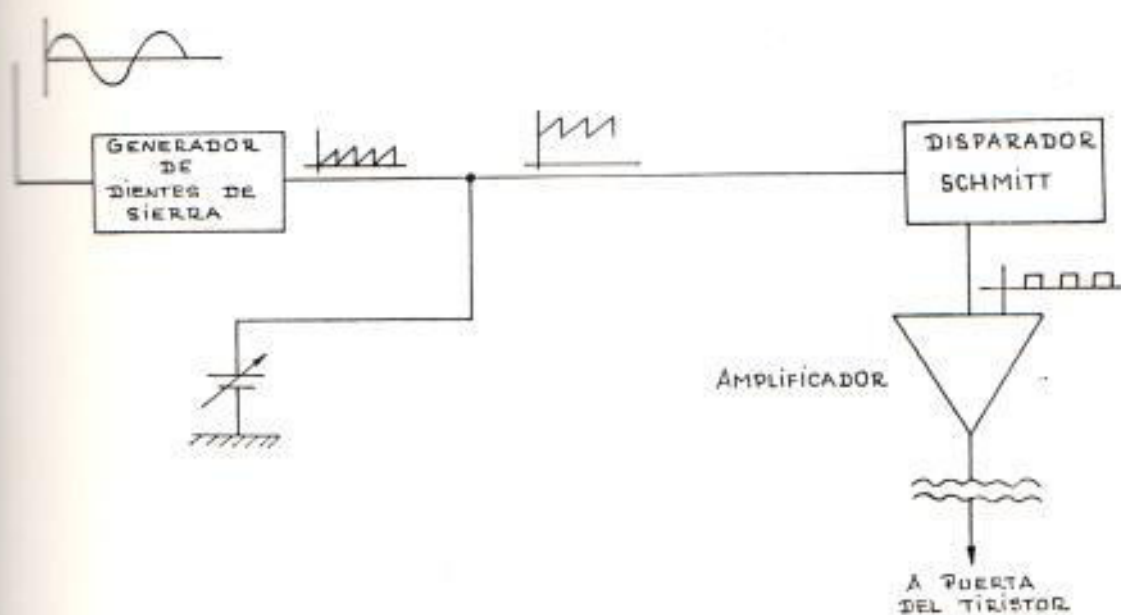 GENERADOR
DE
DIENTES DE
SIERRA
DISPARADOR
SCHMITT
AMPLIFICADOR
A PUERTA
DEL TIRISTOR